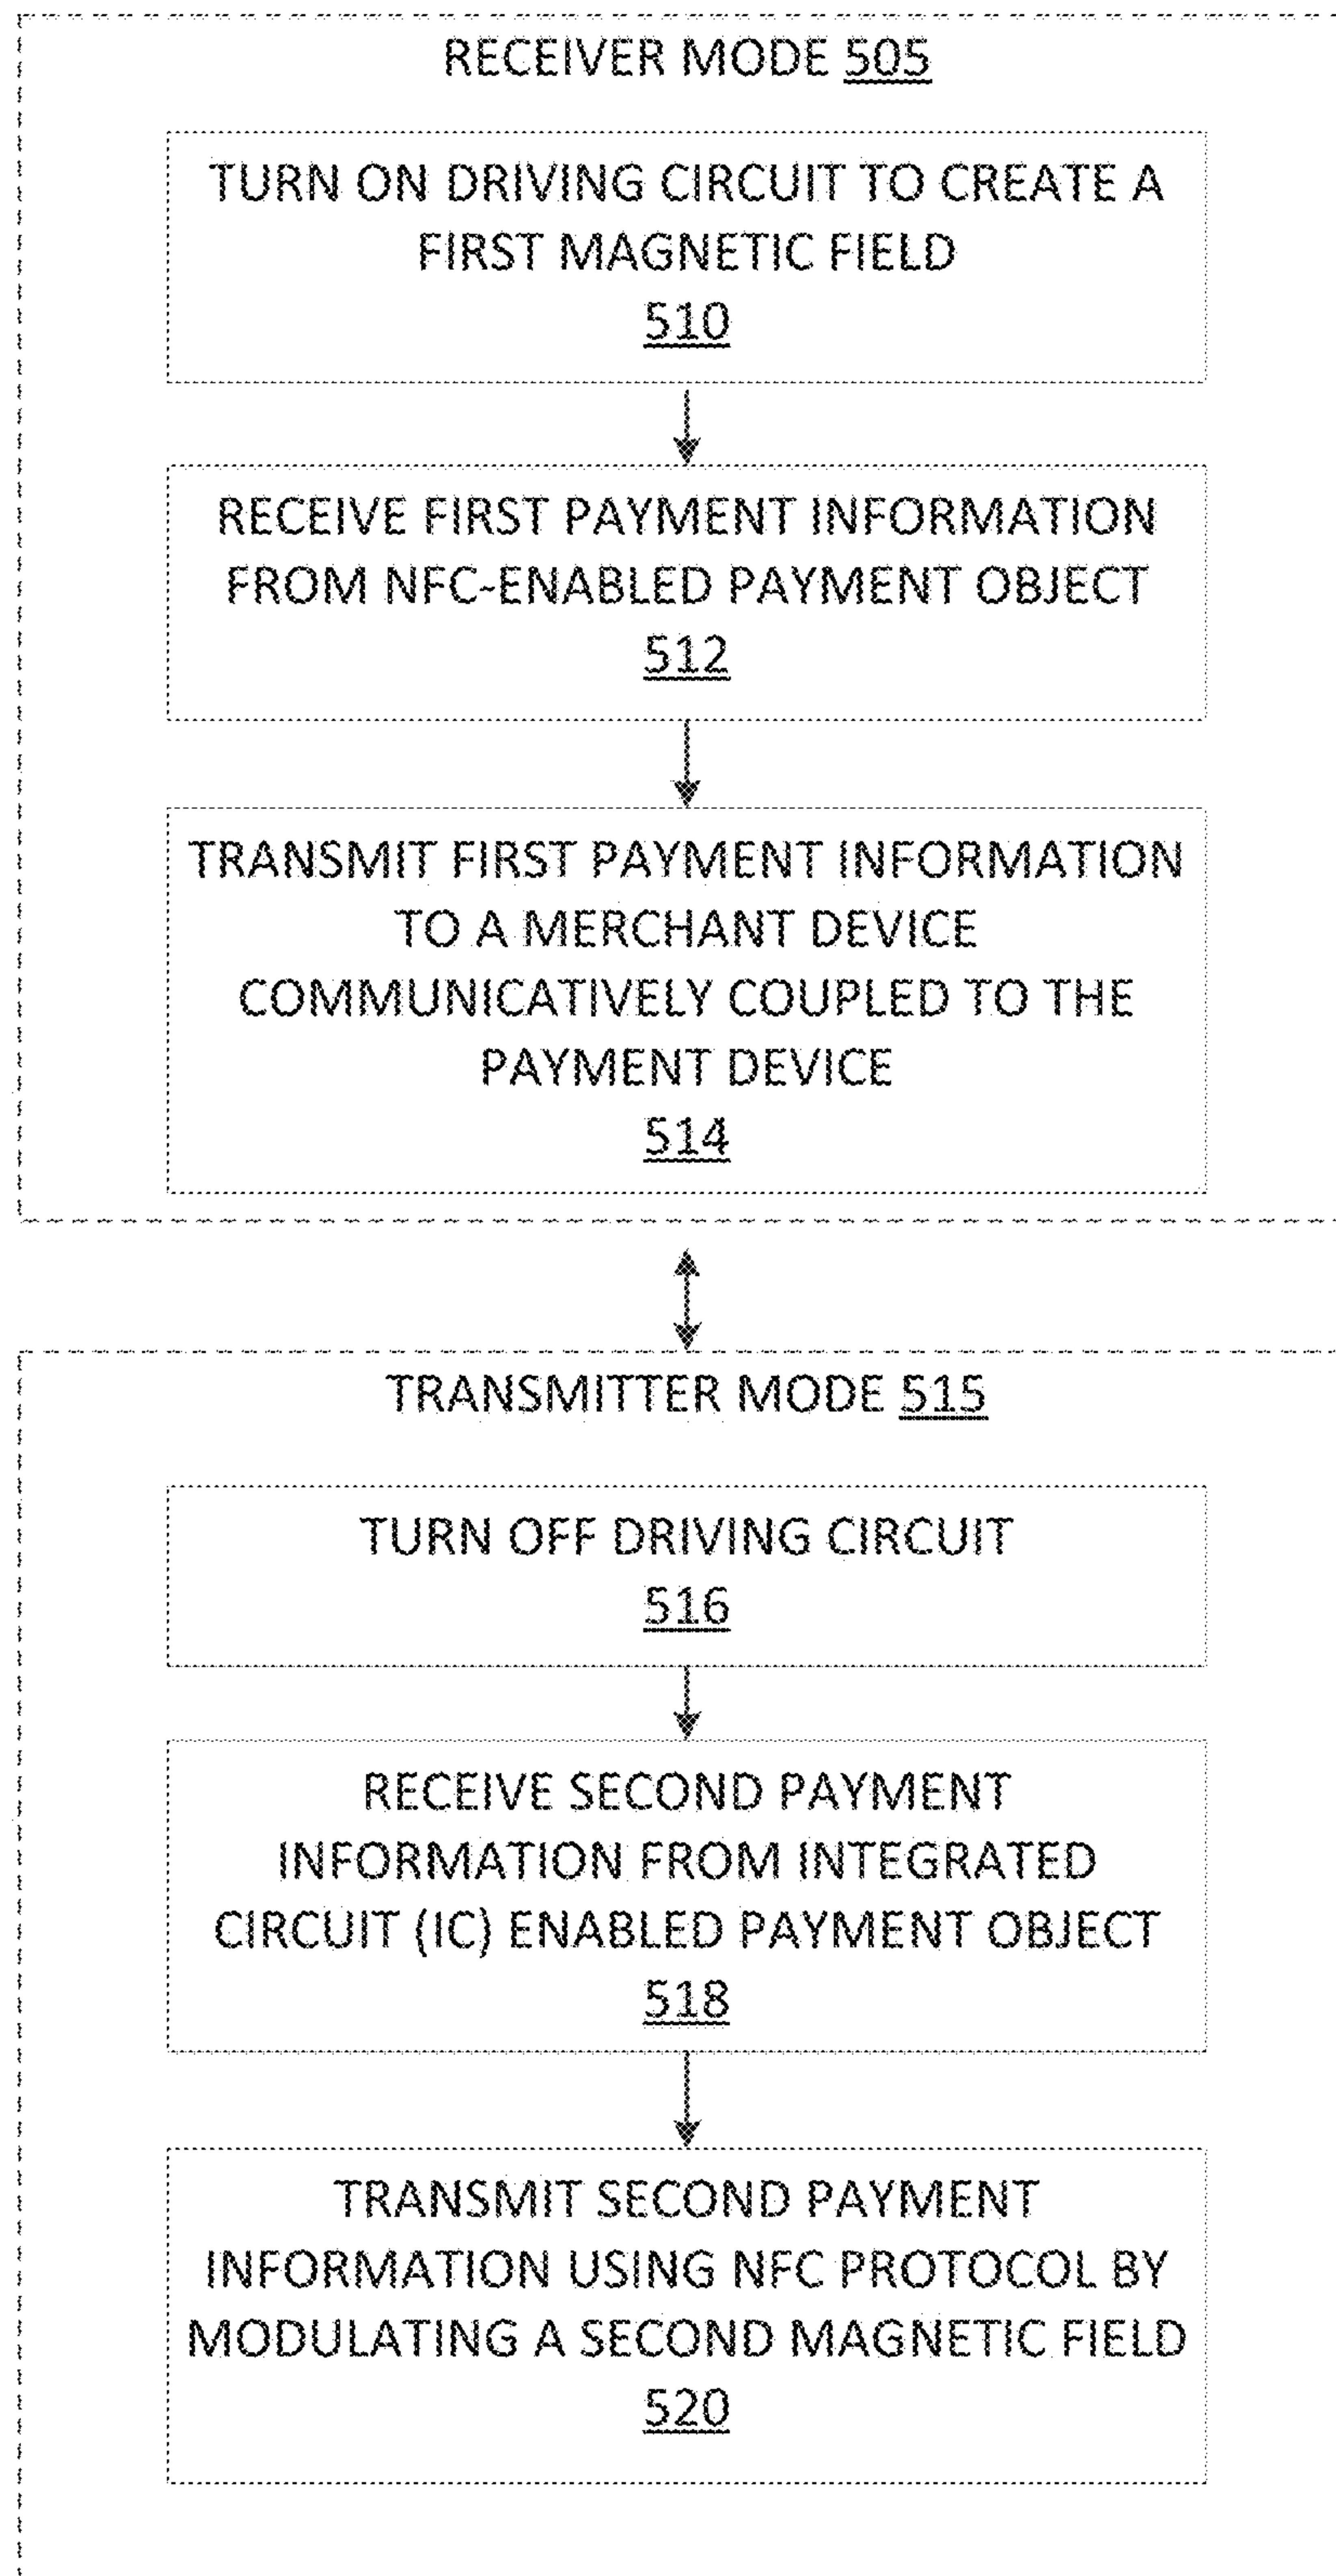 RECEIVER MODE 505
TURN ON DRIVING CIRCUIT TO CREATE A
FIRST MAGNETIC FIELD
510
RECEIVE FIRST PAYMENT INFORMATION
FROM NFC-ENABLED PAYMENT OBJECT
512
TRANSMIT FIRST PAYMENT INFORMATION
TO A MERCHANT DEVICE
COMMUNICATIVELY COUPLED TO THE
PAYMENT DEVICE
514
TRANSMITTER MODE 515
TURN OFF DRIVING CIRCUIT
516
RECEIVE SECOND PAYMENT
INFORMATION FROM INTEGRATED
CIRCUIT (IC) ENABLED PAYMENT OBJECT
518
TRANSMIT SECOND PAYMENT
INFORMATION USING NFC PROTOCOL BY
MODULATING A SECOND MAGNETIC FIELD
520